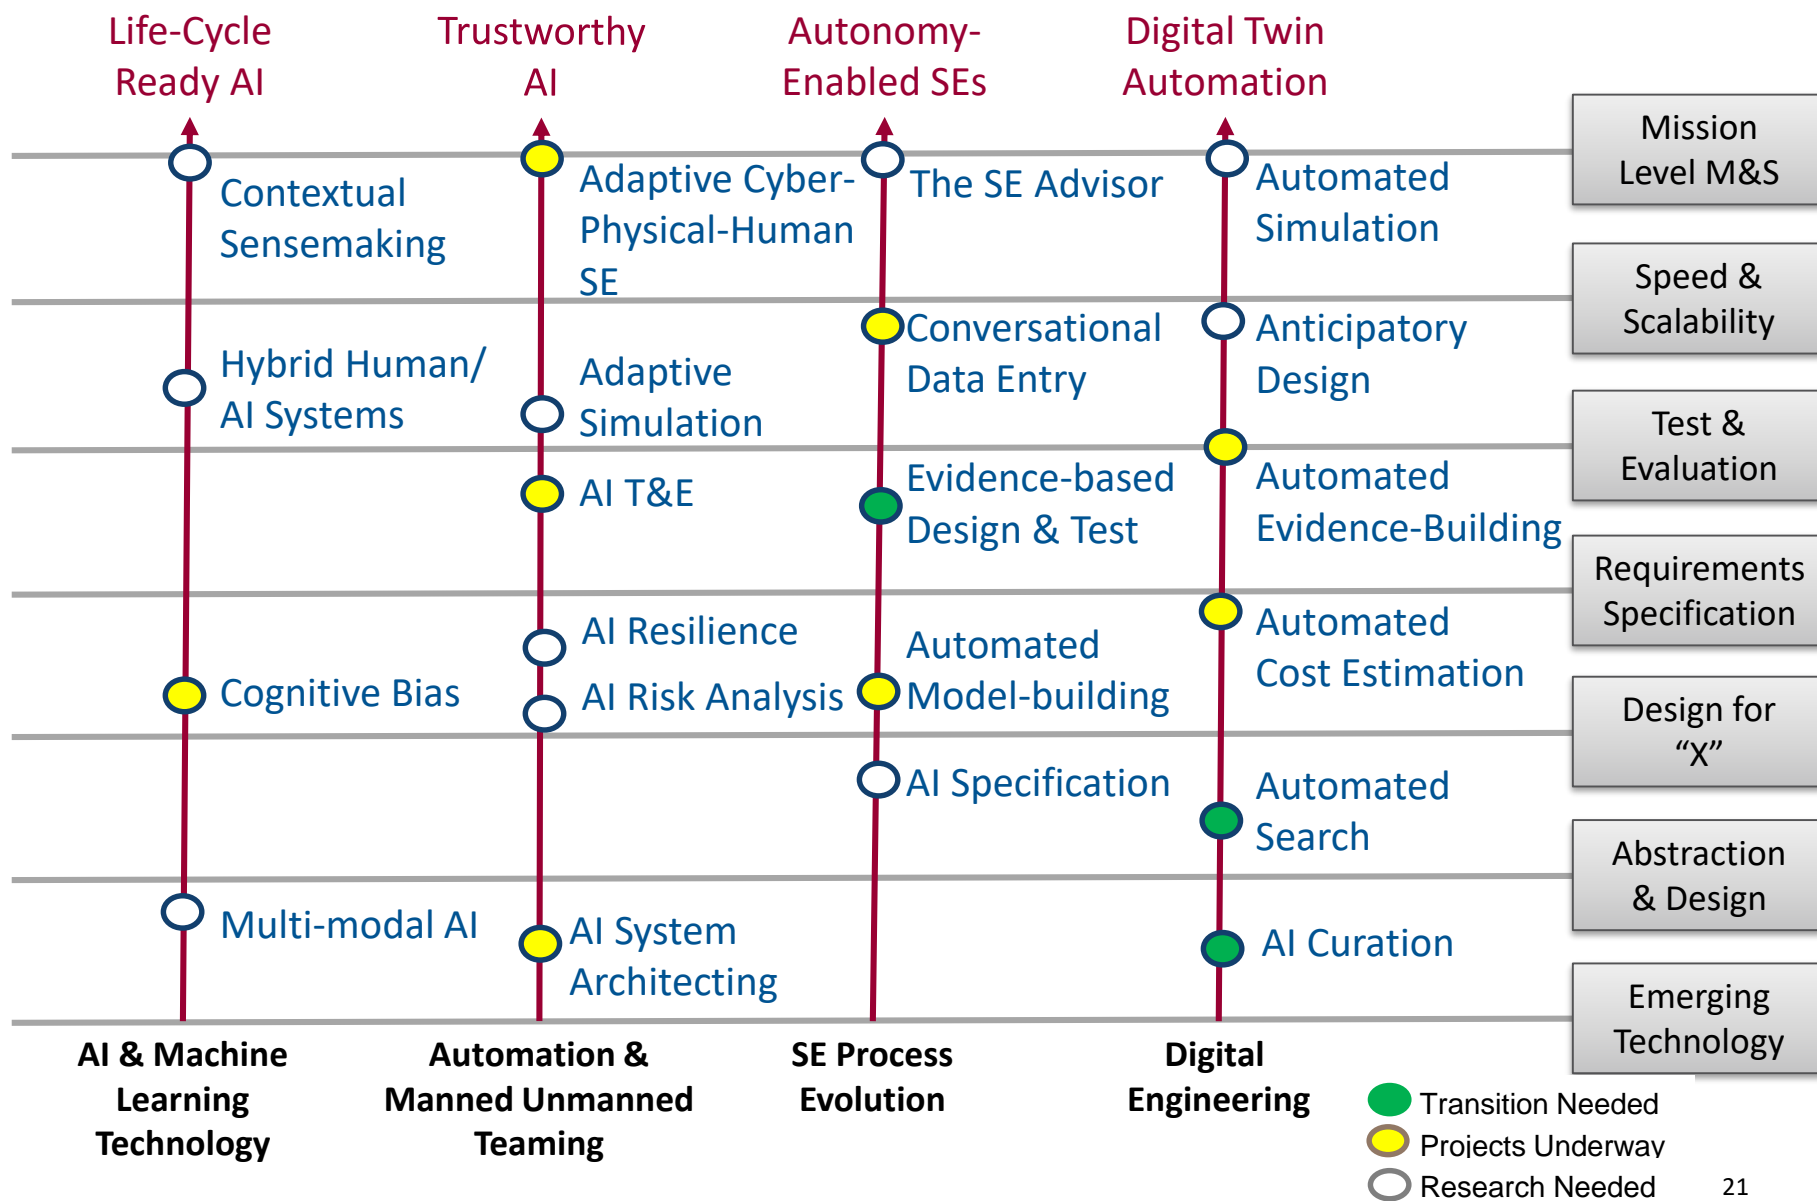 Life-Cycle
Ready AI
Trustworthy
AI
Autonomy-
Enabled SEs
Digital Twin
Automation
Mission
Level M&S
Contextual
Sensemaking
Adaptive Cyber-
Physical-Human
SE
The SE Advisor
Automated
Simulation
Speed &
Scalability
Hybrid Human/
AI Systems
Adaptive
Simulation
Conversational
Data Entry
Anticipatory
Design
Test &
Evaluation
AI T&E
Evidence-based
Design & Test
Automated
Evidence-Building
Requirements
Specification
Cognitive Bias
AI Resilience
AI Risk Analysis
Automated
Model-building
Automated
Cost Estimation
Design for
“X”
AI Specification
Automated
Search
Abstraction
& Design
Multi-modal AI
AI System
Architecting
AI Curation
Emerging
Technology
AI & Machine
Learning
Technology
Automation &
Manned Unmanned
Teaming
SE Process
Evolution
Digital
Engineering
Transition Needed
Projects Underway
Research Needed
21